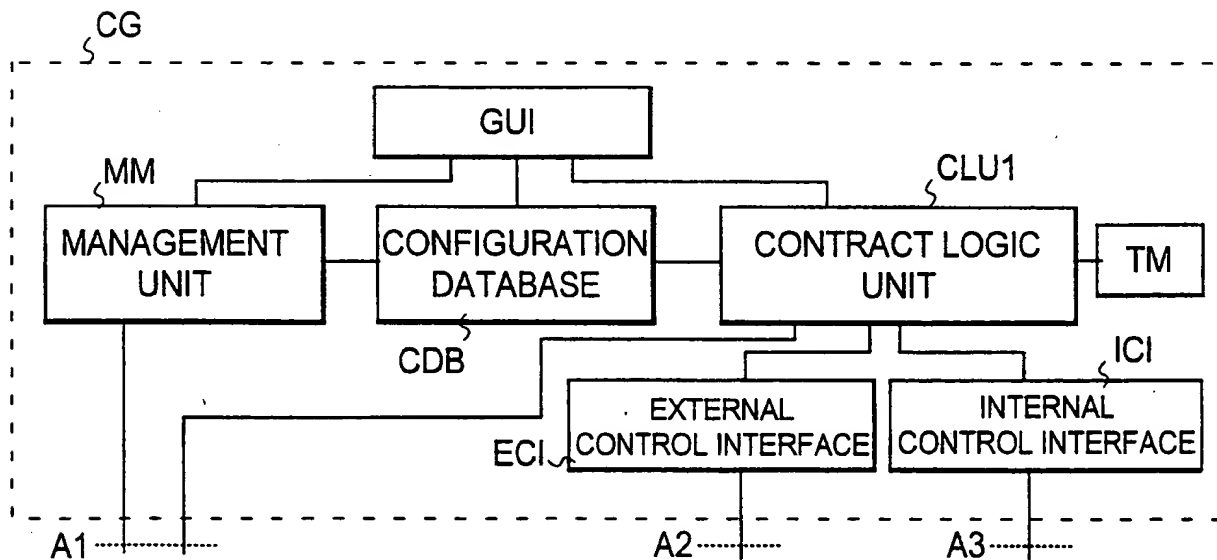 CG
GUI
MM
CLU1
MANAGEMENT
UNIT
CONFIGURATION
DATABASE
CONTRACT LOGIC
UNIT
TM
CDB
ICI
EXTERNAL
CONTROL INTERFACE
INTERNAL
CONTROL INTERFACE
ECI
A1
A2
A3